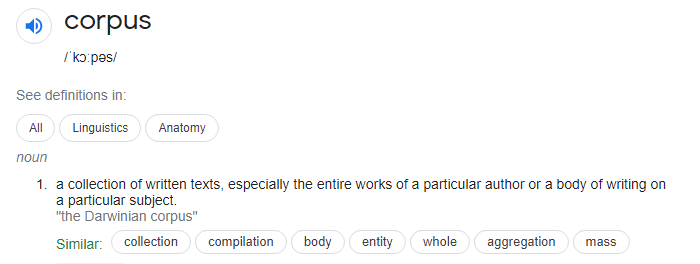 corpus
/ˈkɔːpəs/
See definitions in:
All Linguistics Anatomy
noun
1. a collection of written texts, especially the entire works of a particular author or a body of writing on
a particular subject.
"the Darwinian corpus"
Similar: collection compilation body entity whole aggregation mass